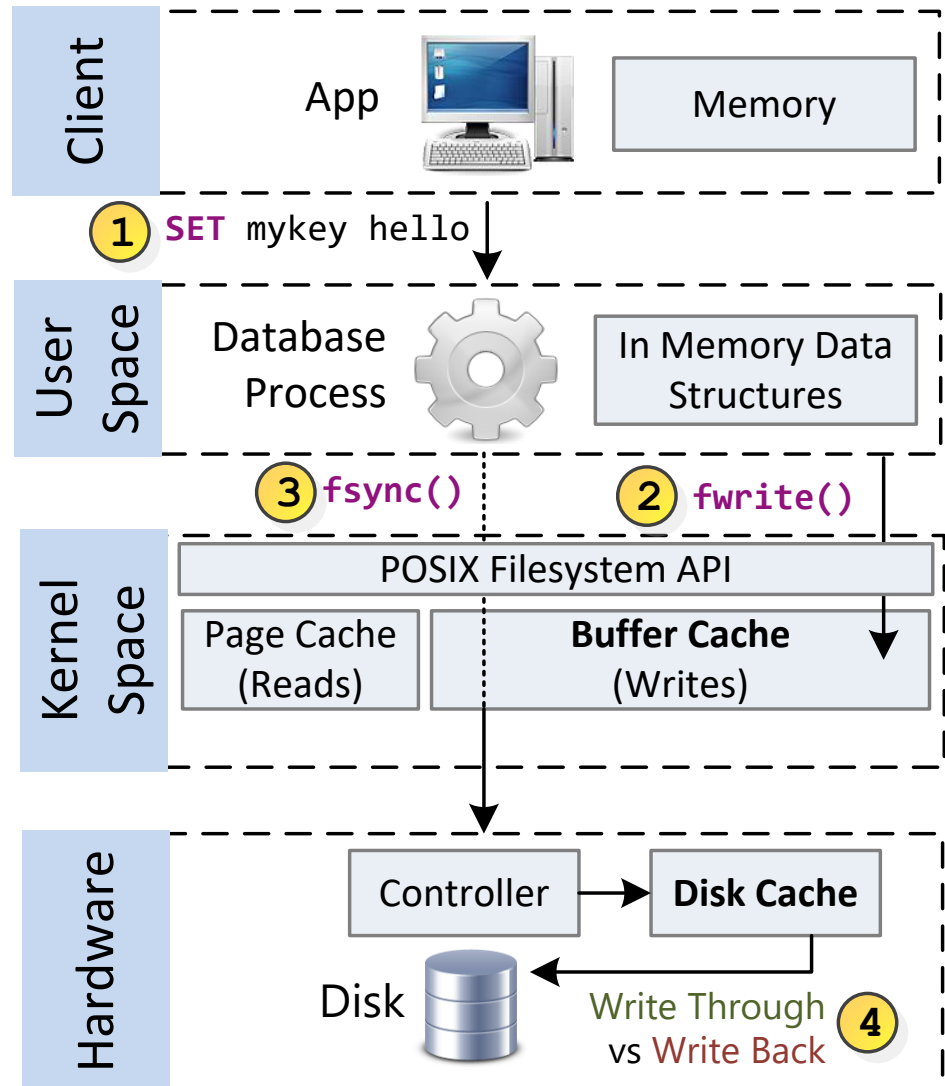 Client
App
Memory
1 SET mykey hello
User
Space
Database
Process
In Memory Data
Structures
3 fsync()
2 fwrite()
Kernel
Space
POSIX Filesystem API
Page Cache
(Reads)
Buffer Cache
(Writes)
Hardware
Controller
Disk Cache
Disk
Write Through
vs Write Back
4